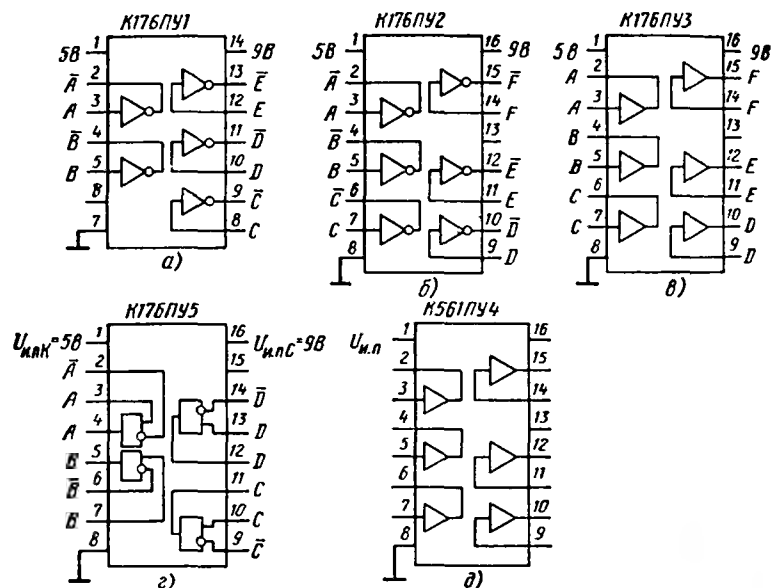 К176ПУ1
5В 1 14 9В
A̅ 2 13 E̅
A 3 12 E
B̅ 4 11 D̅
B 5 10 D
6 9 C̅
7 8 C
а)
К176ПУ2
5В 1 16 9В
A̅ 2 15 F̅
A 3 14 F
B̅ 4 13
B 5 12 E̅
C̅ 6 11 E
C 7 10 D̅
8 9 D
б)
К176ПУ3
5В 1 16 9В
A 2 15 F
A 3 14 F
B 4 13
B 5 12 E
C 6 11 E
C 7 10 D
8 9 D
в)
К176ПУ5
Uи.пК=5В 1 16 Uи.пС=9В
A̅ 2 15
A 3 14 D̅
A 4 13 D
B 5 12 D
B̅ 6 11 C
B 7 10 C
8 9 C̅
г)
К561ПУ4
Uи.п 1 16
2 15
3 14
4 13
5 12
6 11
7 10
8 9
д)